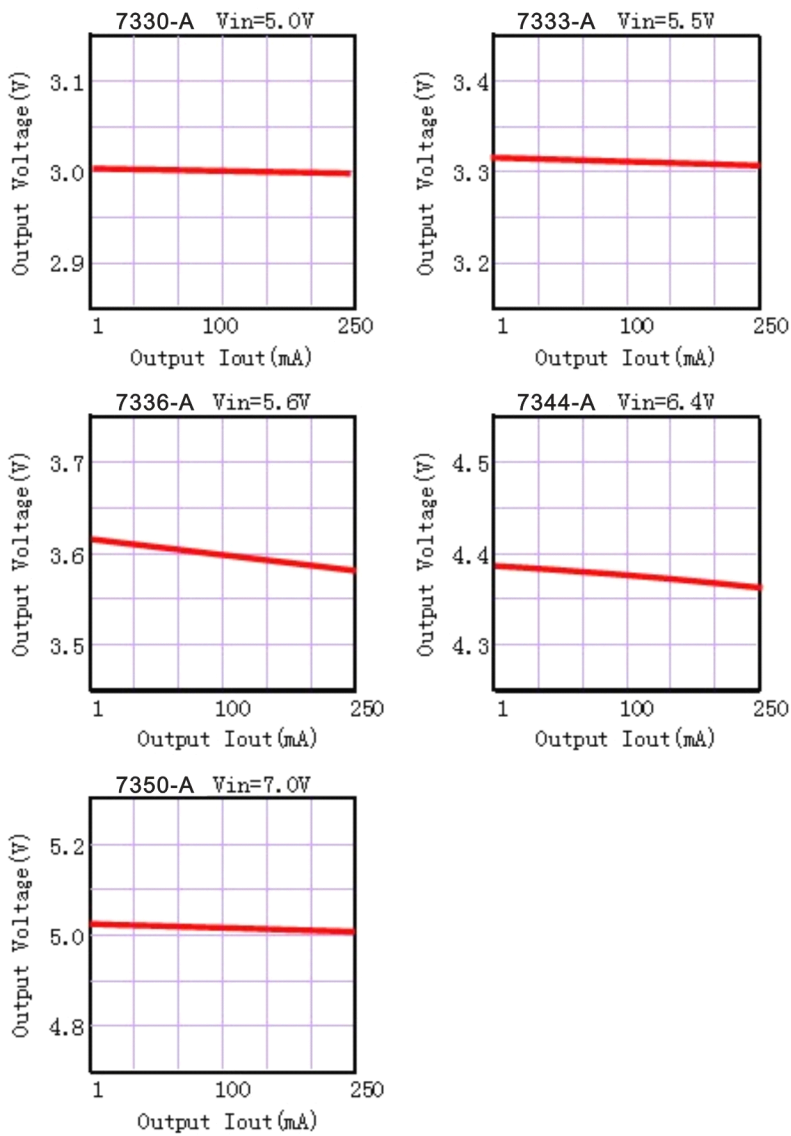 7330-A Vin=5.0V
Output Voltage(V)
3.1
3.0
2.9
1 100 250
Output Iout(mA)
7333-A Vin=5.5V
Output Voltage(V)
3.4
3.3
3.2
1 100 250
Output Iout(mA)
7336-A Vin=5.6V
Output Voltage(V)
3.7
3.6
3.5
1 100 250
Output Iout(mA)
7344-A Vin=6.4V
Output Voltage(V)
4.5
4.4
4.3
1 100 250
Output Iout(mA)
7350-A Vin=7.0V
Output Voltage(V)
5.2
5.0
4.8
1 100 250
Output Iout(mA)